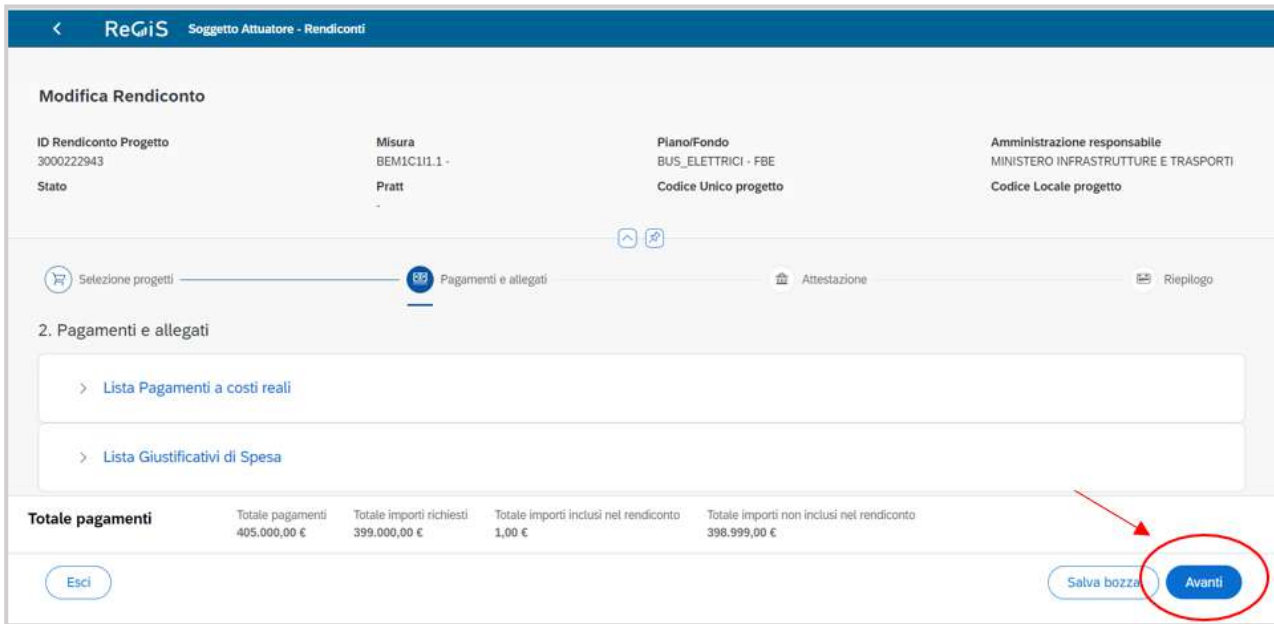 ReGiS Soggetto Attuatore - Rendiconti
Modifica Rendiconto
ID Rendiconto Progetto Misura Piano/Fondo Amministrazione responsabile
3000222943 BEM1C1I1.1 - BUS_ELETTRICI - FBE MINISTERO INFRASTRUTTURE E TRASPORTI
Stato Pratt Codice Unico progetto Codice Locale progetto
-
Selezione progetti Pagamenti e allegati Attestazione Riepilogo
2. Pagamenti e allegati
Lista Pagamenti a costi reali
Lista Giustificativi di Spesa
Totale pagamenti Totale pagamenti Totale importi richiesti Totale importi inclusi nel rendiconto Totale importi non inclusi nel rendiconto
405.000,00 € 399.000,00 € 1,00 € 398.999,00 €
Esci Salva bozza Avanti